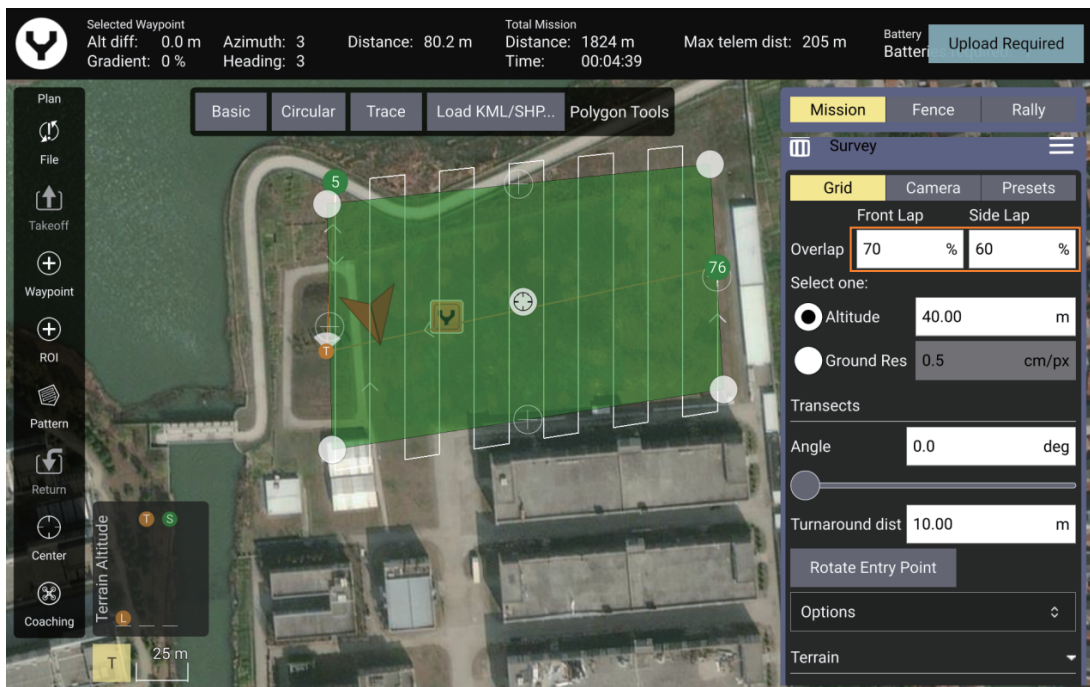 Selected Waypoint
Alt diff: 0.0 m Azimuth: 3 Distance: 80.2 m
Gradient: 0 % Heading: 3
Total Mission
Distance: 1824 m Max telem dist: 205 m
Time: 00:04:39
Battery
Batteri
Upload Required
Plan
File
Takeoff
Waypoint
ROI
Pattern
Return
Center
Coaching
Basic Circular Trace Load KML/SHP... Polygon Tools
5
76
T
Terrain Altitude
T S
L
T
25 m
Mission Fence Rally
Survey
Grid Camera Presets
Front Lap Side Lap
Overlap 70 % 60 %
Select one:
Altitude 40.00 m
Ground Res 0.5 cm/px
Transects
Angle 0.0 deg
Turnaround dist 10.00 m
Rotate Entry Point
Options
Terrain